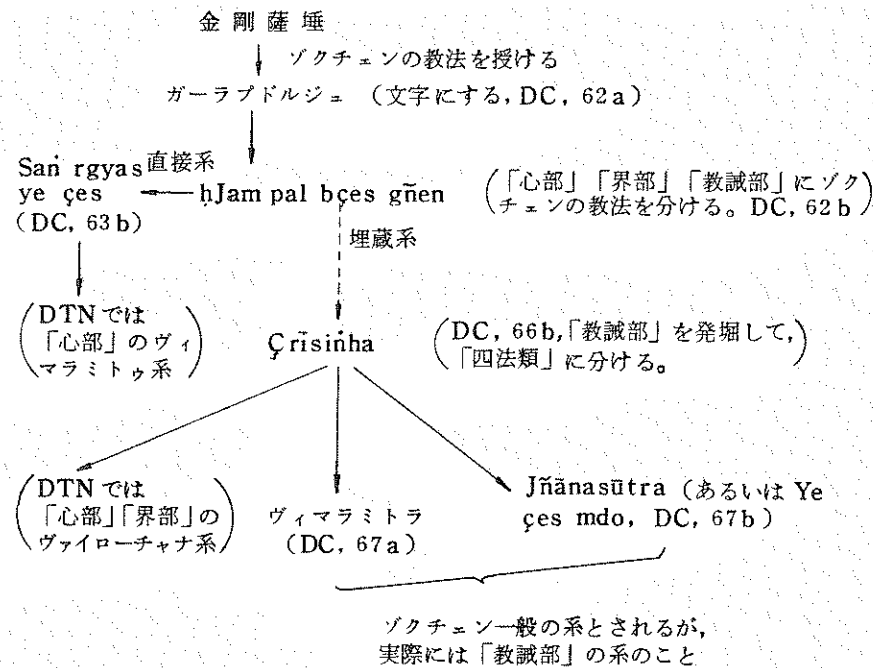 金剛薩埵
ゾクチェンの教法を授ける
ガーラプドルジュ (文字にする, DC, 62a)
Saṅ rgyas
ye çes
(DC, 63b)
直接系
ḥJam pal bçes gñen
(「心部」「界部」「教誡部」にゾク
チェンの教法を分ける。DC, 62b)
埋蔵系
(DTNでは
「心部」のヴィ
マラミトゥ系)
Çrīsiṅha
(DC, 66b,「教誡部」を発掘して,
「四法類」に分ける。)
(DTNでは
「心部」「界部」の
ヴァイローチャナ系)
ヴィマラミトラ
(DC, 67a)
Jñānasūtra (あるいは Ye
çes mdo, DC, 67b)
ゾクチェン一般の系とされるが,
実際には「教誡部」の系のこと